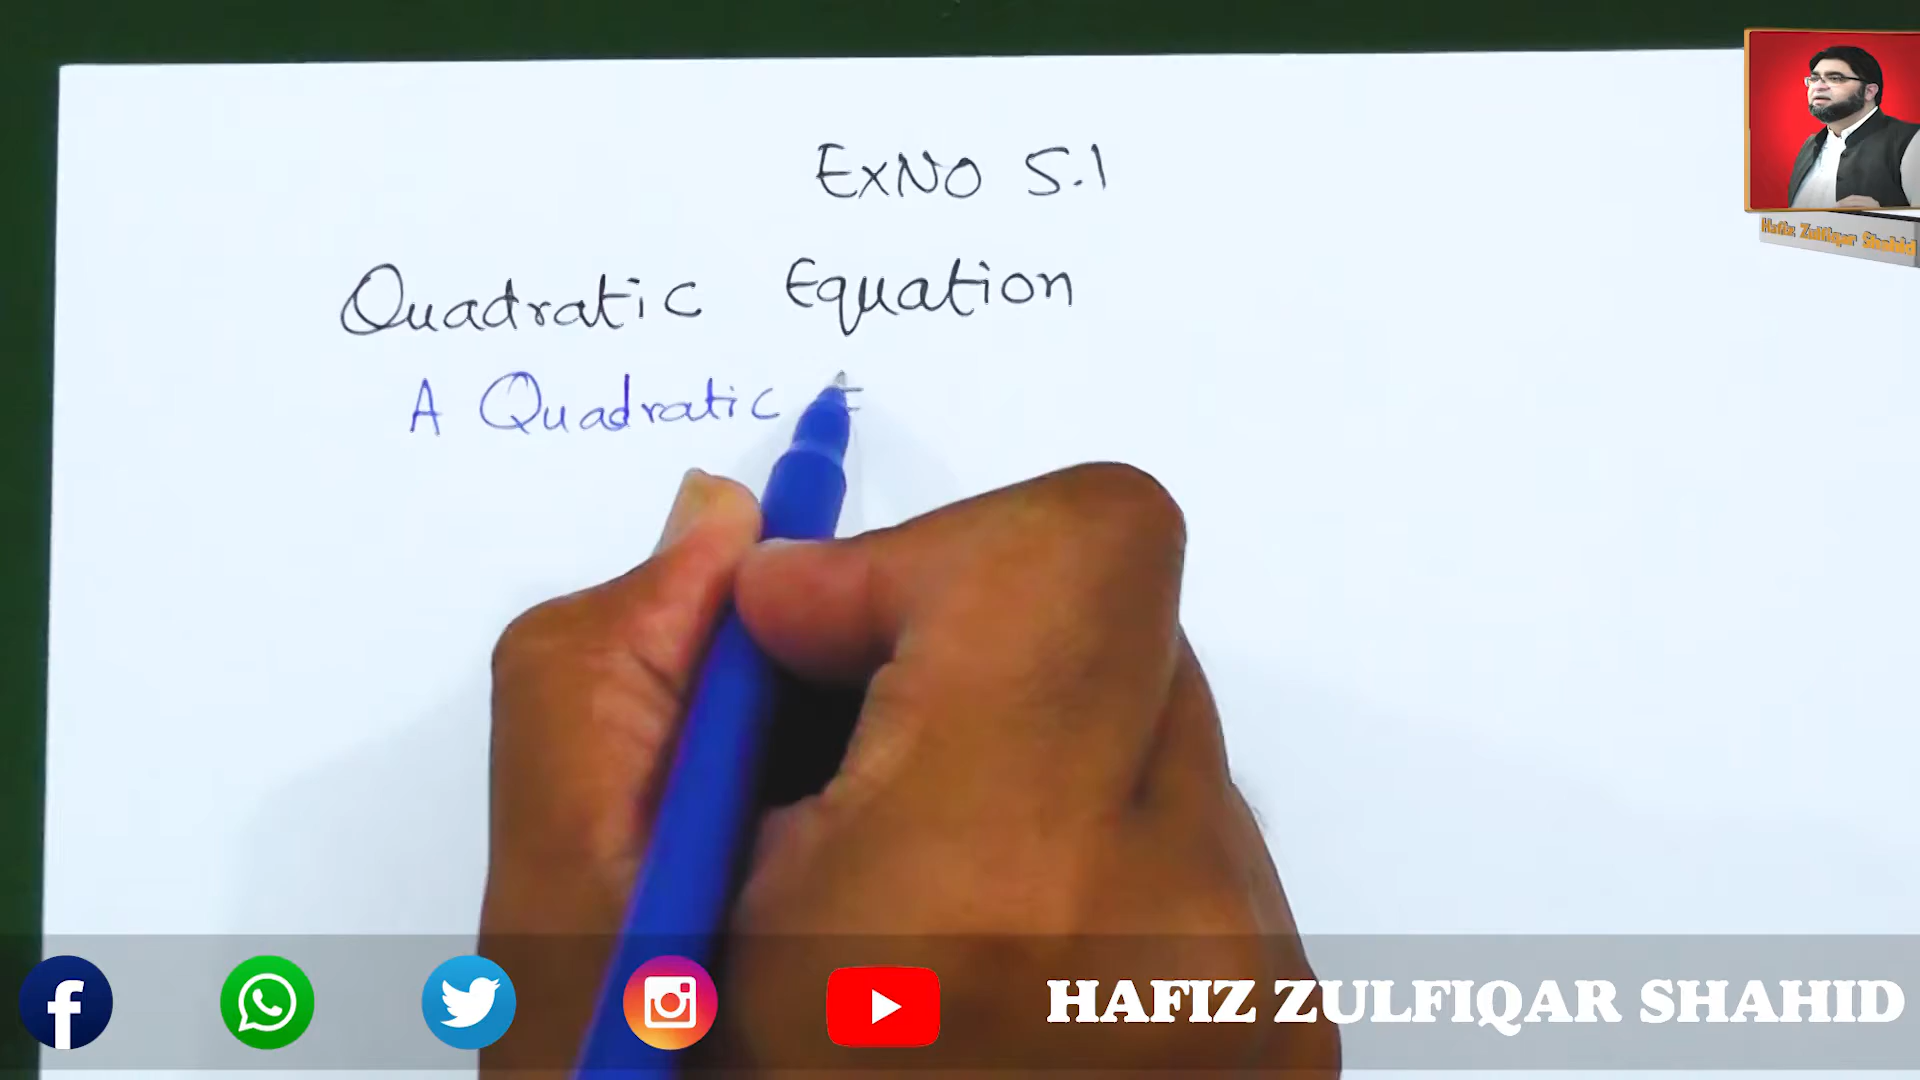 ExNO 5.1
Quadratic Equation
A Quadratic
Hafiz Zulfiqar Shahid
HAFIZ ZULFIQAR SHAHID